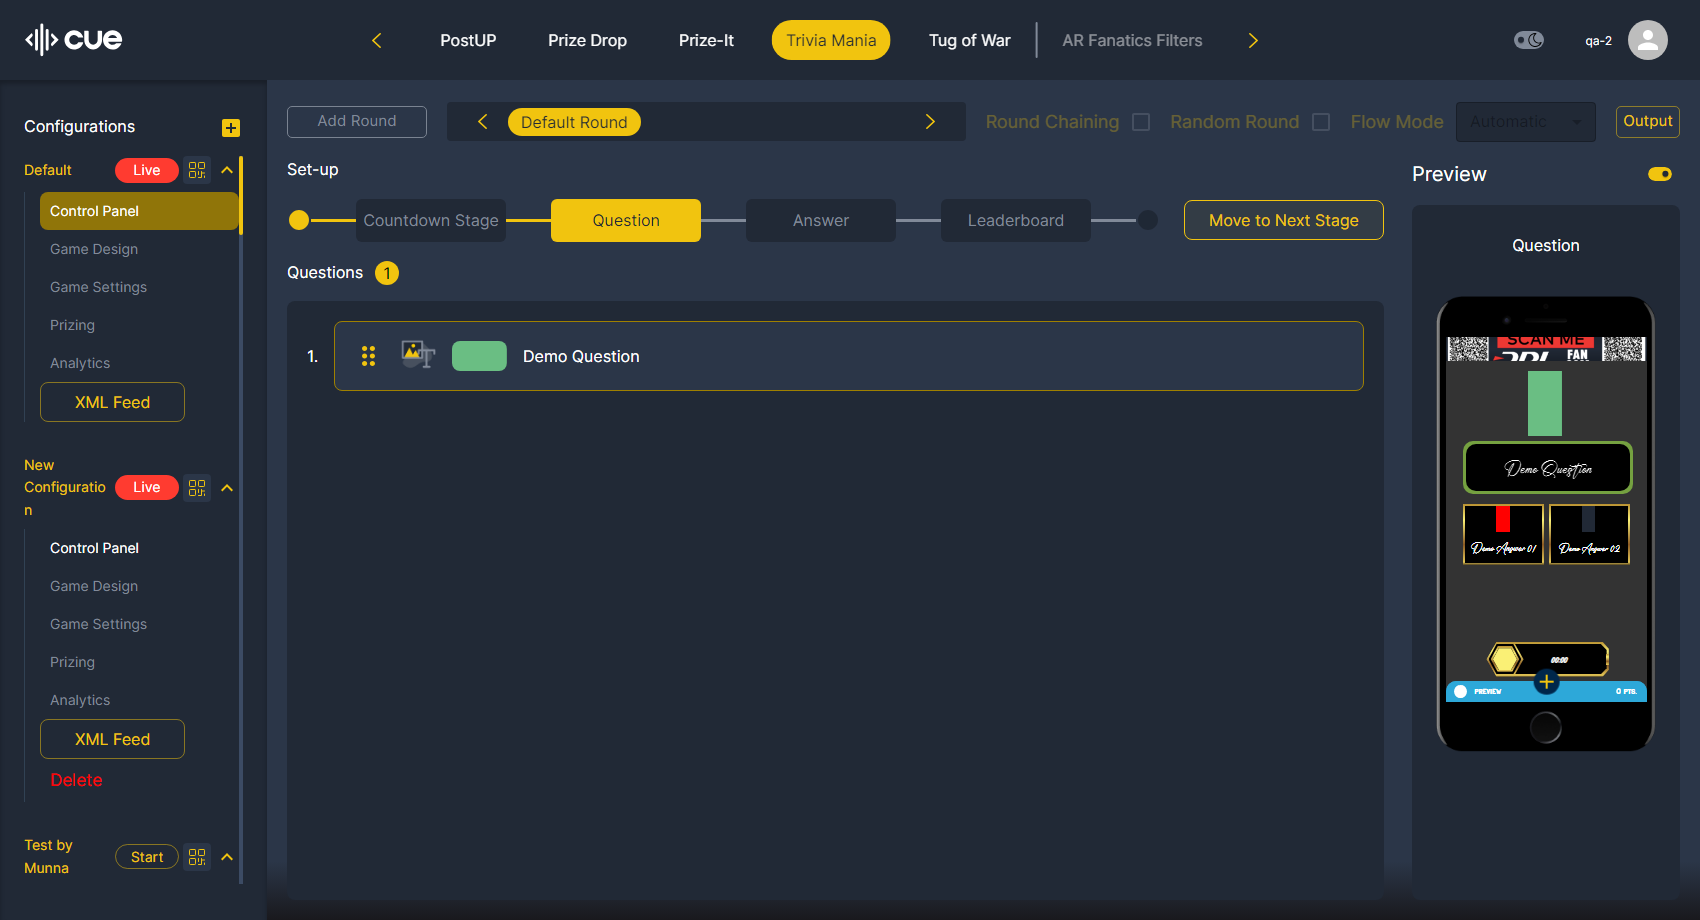 cue
PostUP
Prize Drop
Prize-It
Trivia Mania
Tug of War
AR Fanatics Filters
qa-2
Configurations
Default
Live
Control Panel
Game Design
Game Settings
Prizing
Analytics
XML Feed
New
Configuratio
n
Live
Control Panel
Game Design
Game Settings
Prizing
Analytics
XML Feed
Delete
Test by
Munna
Start
Add Round
Default Round
Round Chaining
Random Round
Flow Mode
Automatic
Output
Set-up
Countdown Stage
Question
Answer
Leaderboard
Move to Next Stage
Questions 1
1.
Demo Question
Preview
Question
SCAN ME
FAN
Demo Question
Demo Answer 01
Demo Answer 02
00:00
PREVIEW
0 PTS.